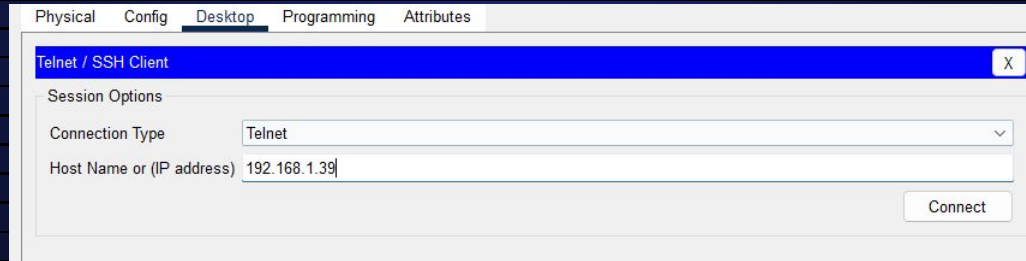 Physical Config Desktop Programming Attributes
Telnet / SSH Client X
Session Options
Connection Type Telnet
Host Name or (IP address) 192.168.1.39
Connect